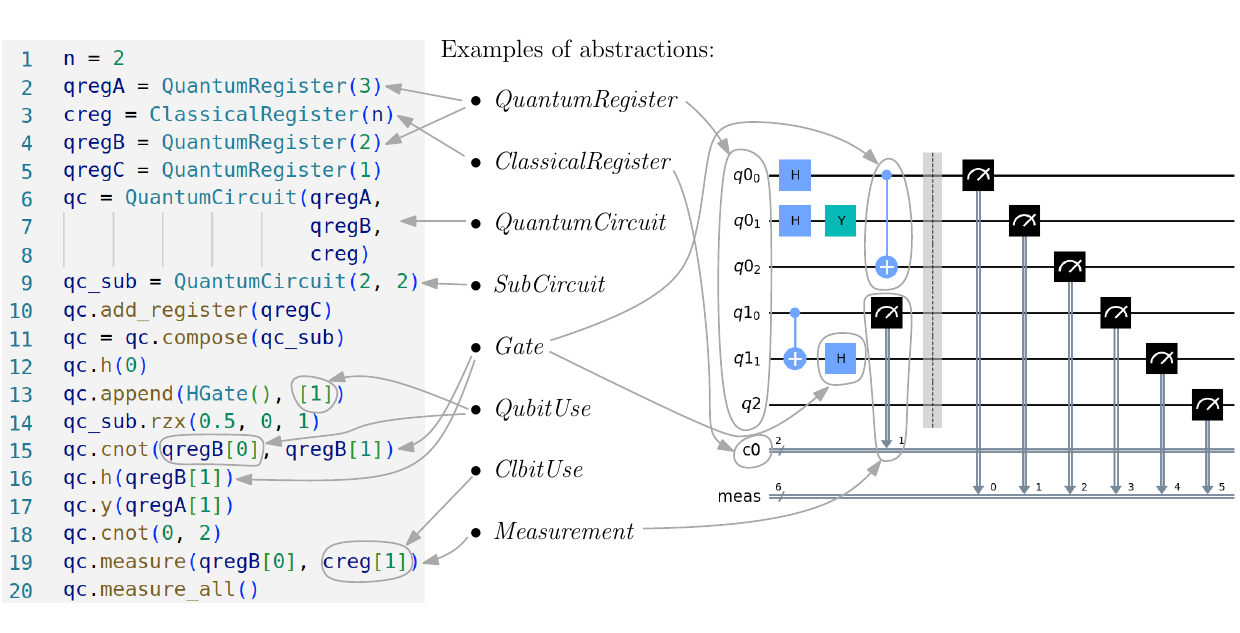 1 n = 2
2 qregA = QuantumRegister(3)
3 creg = ClassicalRegister(n)
4 qregB = QuantumRegister(2)
5 qregC = QuantumRegister(1)
6 qc = QuantumCircuit(qregA,
7 qregB,
8 creg)
9 qc_sub = QuantumCircuit(2, 2)
10 qc.add_register(qregC)
11 qc = qc.compose(qc_sub)
12 qc.h(0)
13 qc.append(HGate(), [1])
14 qc_sub.rzx(0.5, 0, 1)
15 qc.cnot(qregB[0], qregB[1])
16 qc.h(qregB[1])
17 qc.y(qregA[1])
18 qc.cnot(0, 2)
19 qc.measure(qregB[0], creg[1])
20 qc.measure_all()
Examples of abstractions:
• QuantumRegister
• ClassicalRegister
• QuantumCircuit
• SubCircuit
• Gate
• QubitUse
• ClbitUse
• Measurement
q0₀ H
q0₁ H Y
q0₂
q1₀
q1₁ H
q2
c0 2 1
meas 6 0 1 2 3 4 5